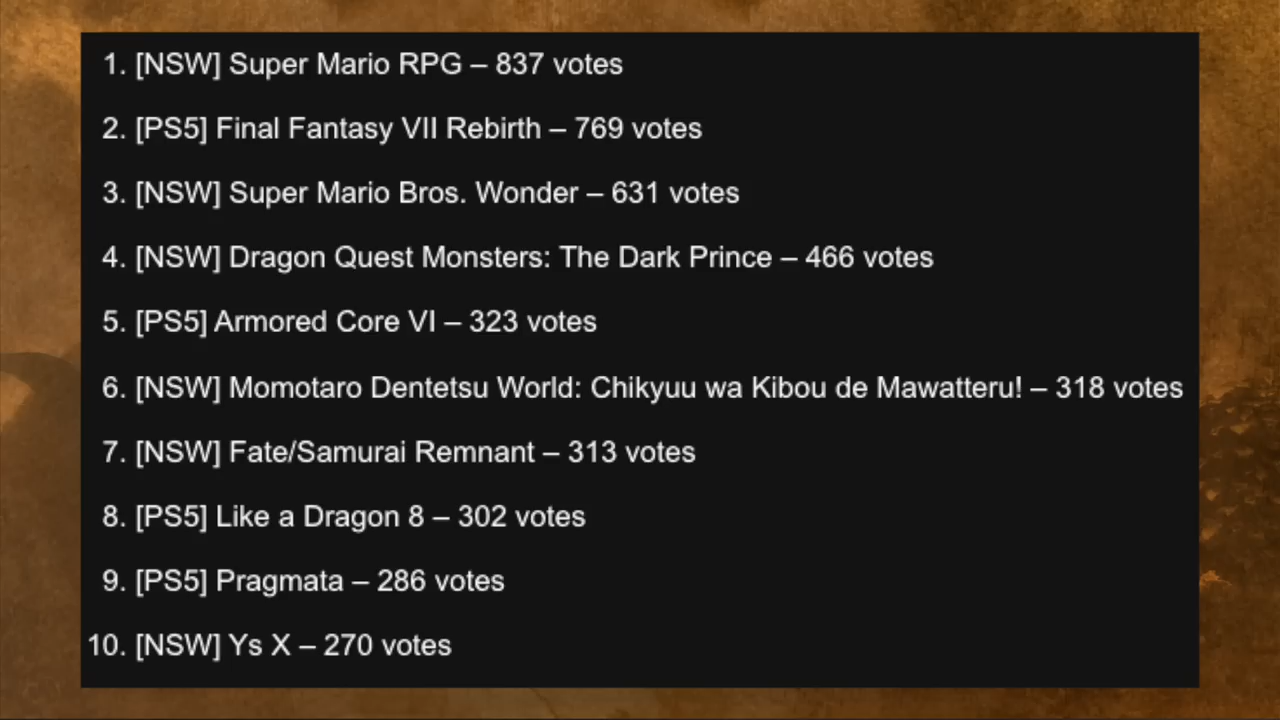 1. [NSW] Super Mario RPG – 837 votes
2. [PS5] Final Fantasy VII Rebirth – 769 votes
3. [NSW] Super Mario Bros. Wonder – 631 votes
4. [NSW] Dragon Quest Monsters: The Dark Prince – 466 votes
5. [PS5] Armored Core VI – 323 votes
6. [NSW] Momotaro Dentetsu World: Chikyuu wa Kibou de Mawatteru! – 318 votes
7. [NSW] Fate/Samurai Remnant – 313 votes
8. [PS5] Like a Dragon 8 – 302 votes
9. [PS5] Pragmata – 286 votes
10. [NSW] Ys X – 270 votes